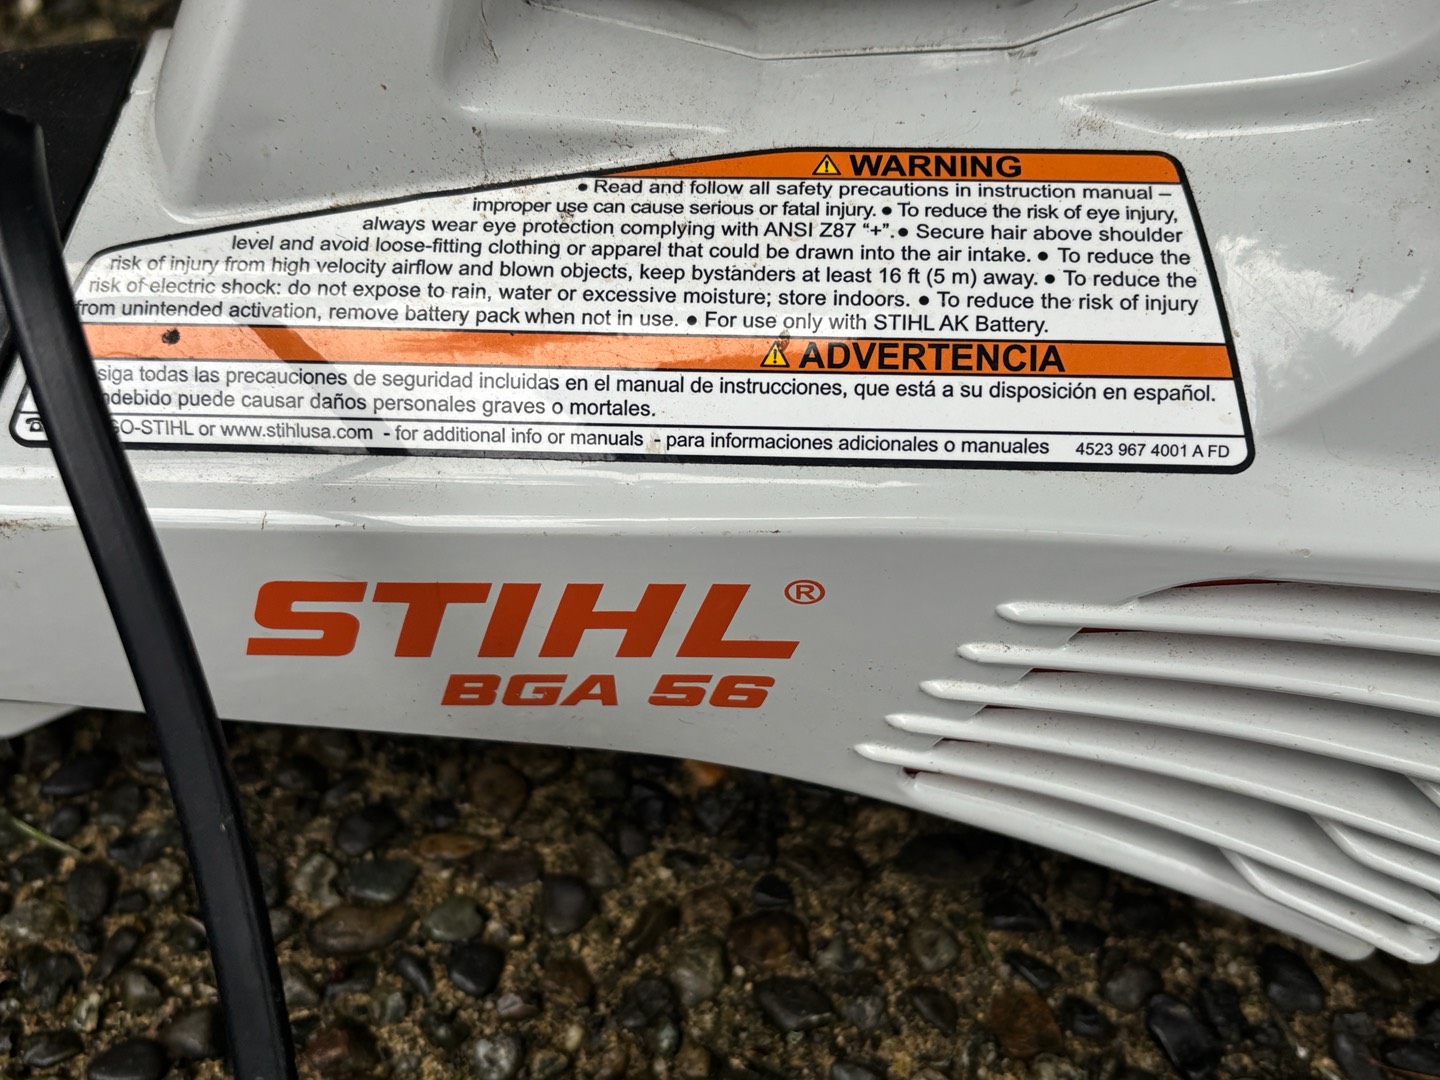 WARNING
• Read and follow all safety precautions in instruction manual –
improper use can cause serious or fatal injury. • To reduce the risk of eye injury,
always wear eye protection complying with ANSI Z87 “+”. • Secure hair above shoulder
level and avoid loose-fitting clothing or apparel that could be drawn into the air intake. • To reduce the
risk of injury from high velocity airflow and blown objects, keep bystanders at least 16 ft (5 m) away. • To reduce the
risk of electric shock: do not expose to rain, water or excessive moisture; store indoors. • To reduce the risk of injury
from unintended activation, remove battery pack when not in use. • For use only with STIHL AK Battery.
ADVERTENCIA
siga todas las precauciones de seguridad incluidas en el manual de instrucciones, que está a su disposición en español.
puede causar daños personales graves o mortales.
GO-STIHL or www.stihlusa.com - for additional info or manuals - para informaciones adicionales o manuales 4523 967 4001 A FD
STIHL®
BGA 56